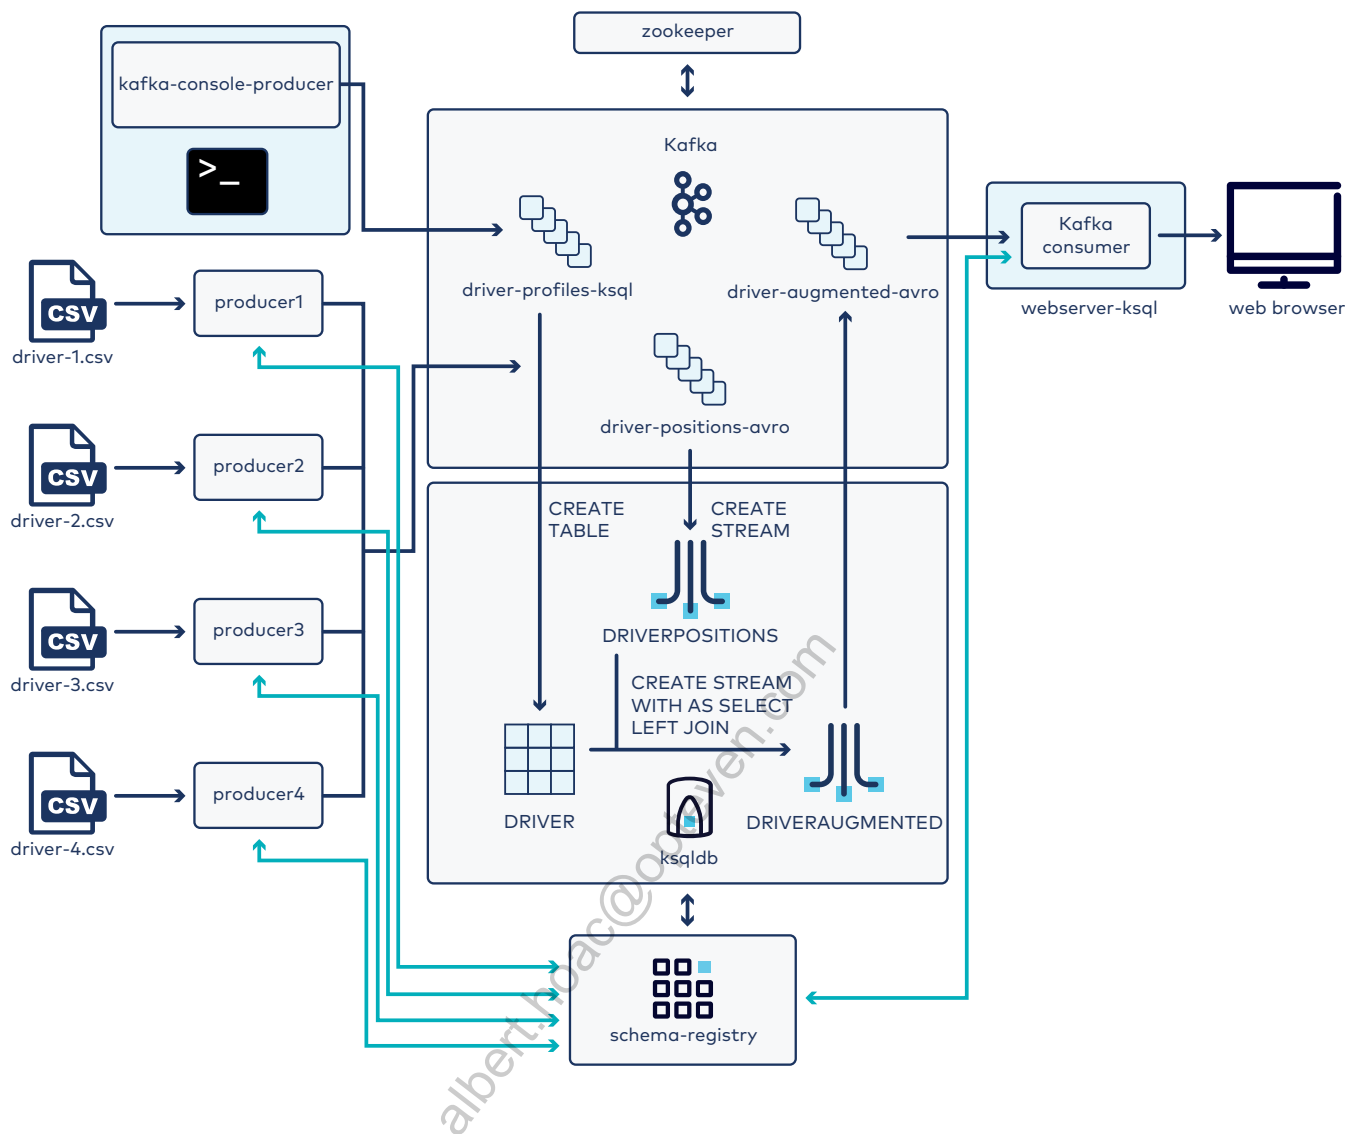 zookeeper
kafka-console-producer
>_
Kafka
driver-profiles-ksql
driver-augmented-avro
driver-positions-avro
Kafka
consumer
webserver-ksql
web browser
CSV
driver-1.csv
producer1
CSV
driver-2.csv
producer2
CSV
driver-3.csv
producer3
CSV
driver-4.csv
producer4
CREATE
TABLE
CREATE
STREAM
DRIVERPOSITIONS
CREATE STREAM
WITH AS SELECT
LEFT JOIN
DRIVER
DRIVERAUGMENTED
ksqldb
schema-registry
albert.hoac@opteven.com